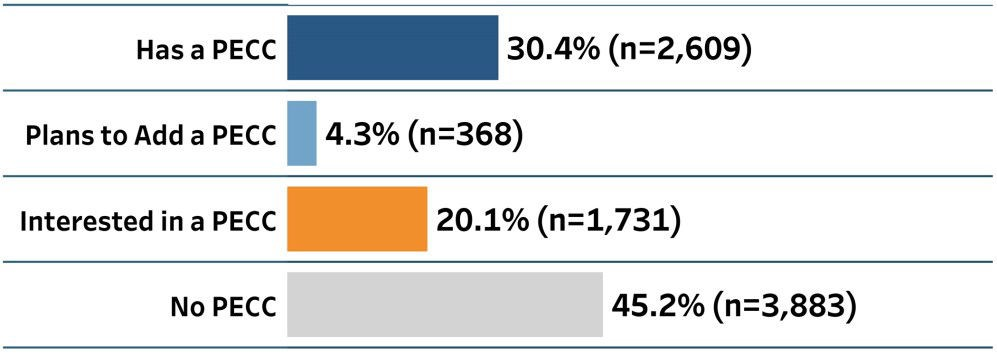 Has a PECC 30.4% (n=2,609)
Plans to Add a PECC 4.3% (n=368)
Interested in a PECC 20.1% (n=1,731)
No PECC 45.2% (n=3,883)